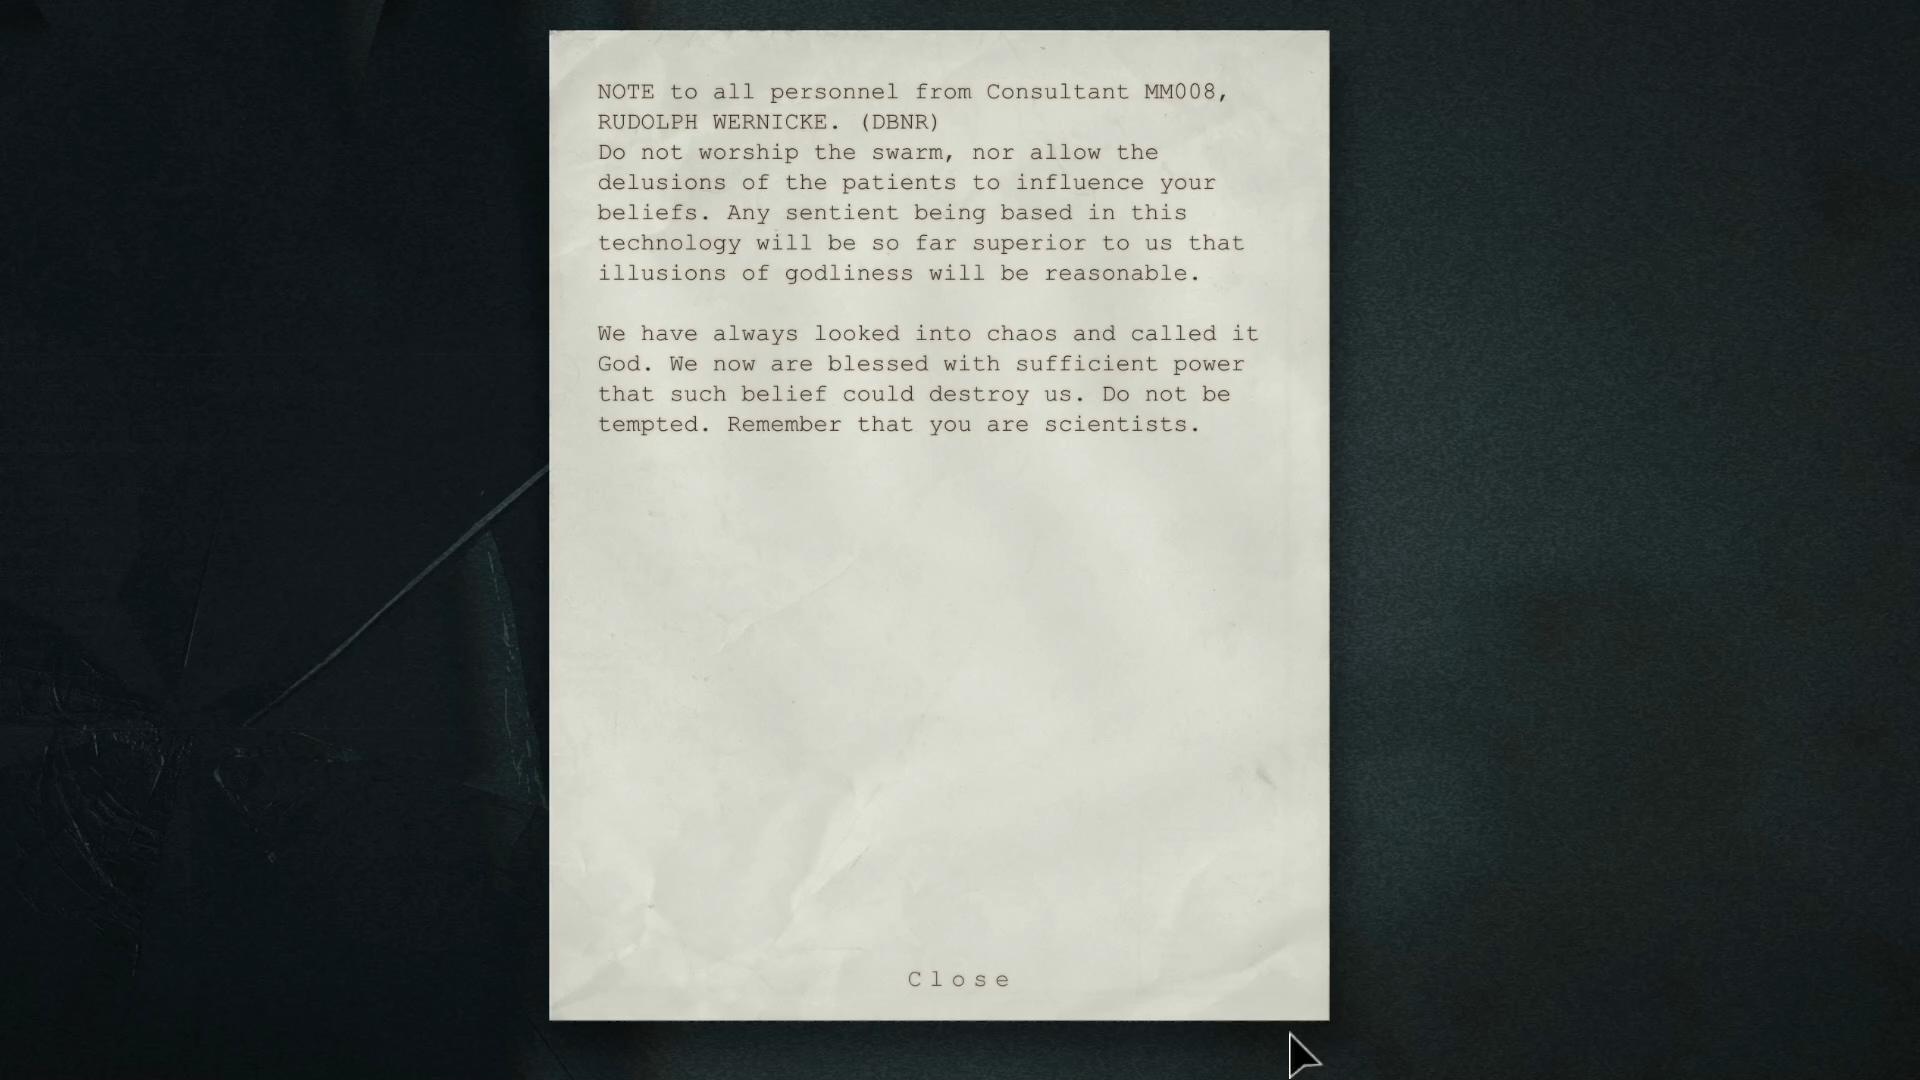 NOTE to all personnel from Consultant MM008,
RUDOLPH WERNICKE. (DBNR)
Do not worship the swarm, nor allow the
delusions of the patients to influence your
beliefs. Any sentient being based in this
technology will be so far superior to us that
illusions of godliness will be reasonable.
We have always looked into chaos and called it
God. We now are blessed with sufficient power
that such belief could destroy us. Do not be
tempted. Remember that you are scientists.
Close